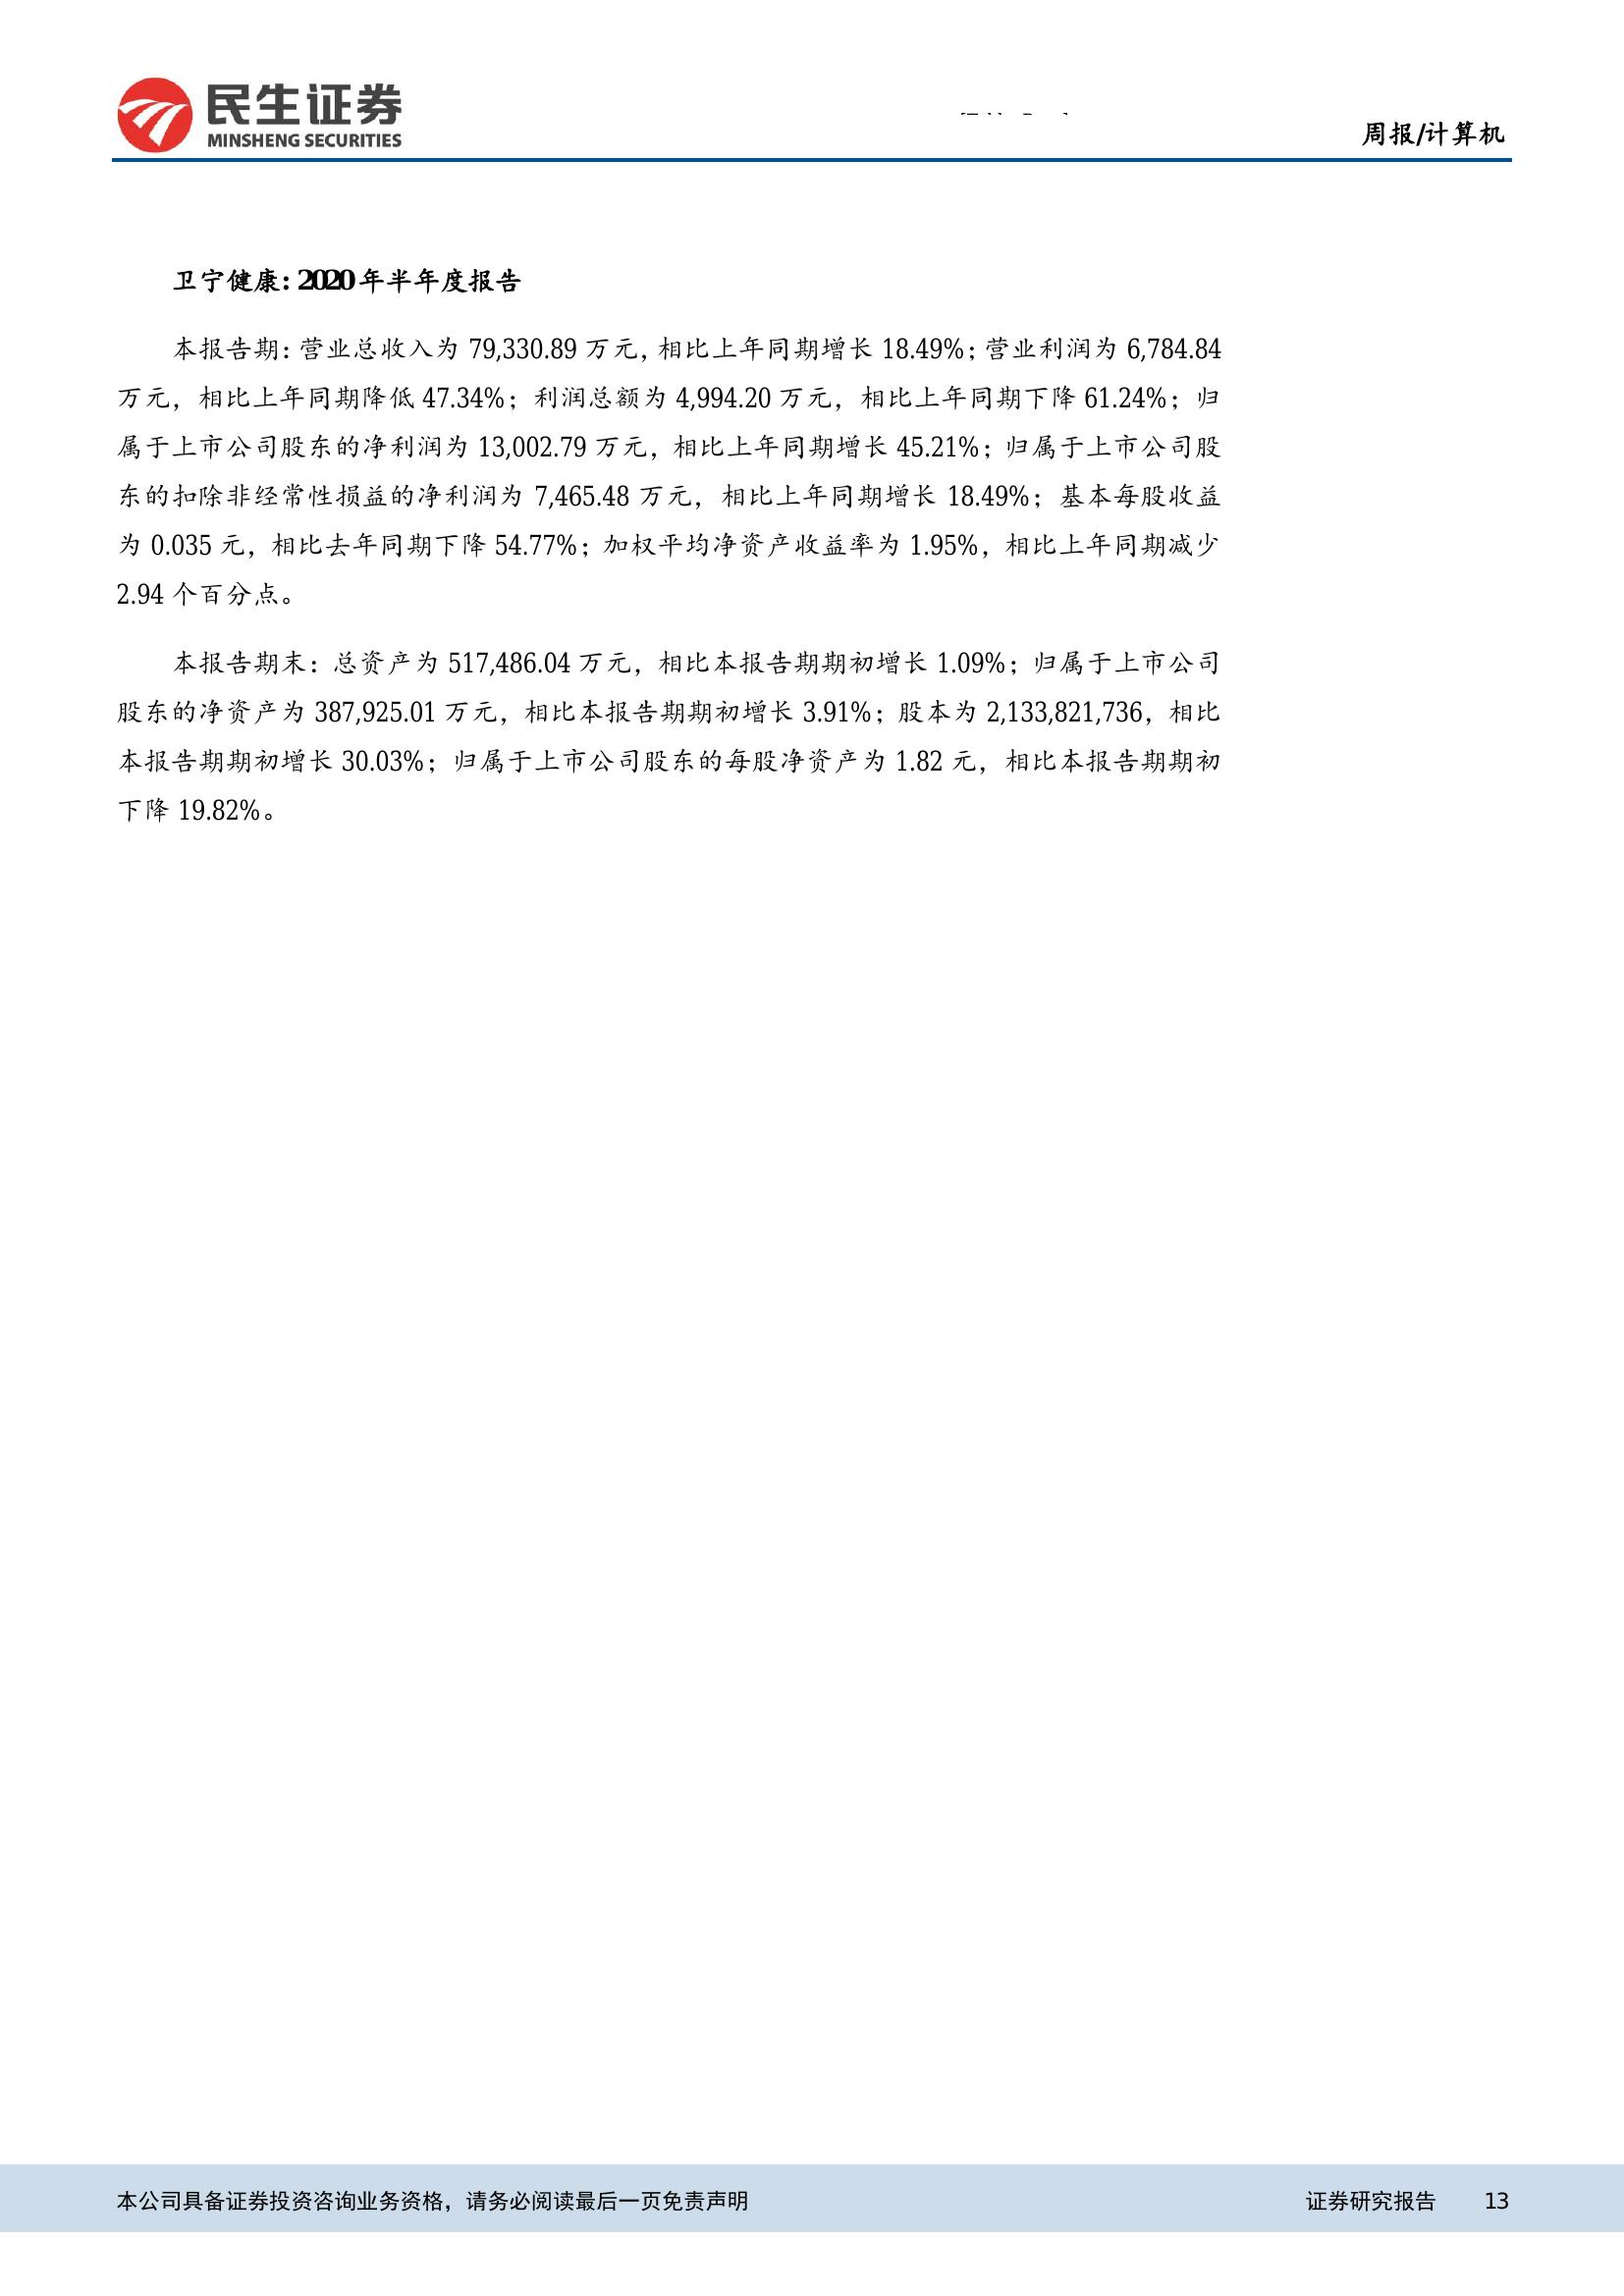 民生证券
MINSHENG SECURITIES
周报/计算机
卫宁健康：2020 年半年度报告
本报告期：营业总收入为 79,330.89 万元，相比上年同期增长 18.49%；营业利润为 6,784.84
万元，相比上年同期降低 47.34%；利润总额为 4,994.20 万元，相比上年同期下降 61.24%；归
属于上市公司股东的净利润为 13,002.79 万元，相比上年同期增长 45.21%；归属于上市公司股
东的扣除非经常性损益的净利润为 7,465.48 万元，相比上年同期增长 18.49%；基本每股收益
为 0.035 元，相比去年同期下降 54.77%；加权平均净资产收益率为 1.95%，相比上年同期减少
2.94 个百分点。
本报告期末：总资产为 517,486.04 万元，相比本报告期期初增长 1.09%；归属于上市公司
股东的净资产为 387,925.01 万元，相比本报告期期初增长 3.91%；股本为 2,133,821,736，相比
本报告期期初增长 30.03%；归属于上市公司股东的每股净资产为 1.82 元，相比本报告期期初
下降 19.82%。
本公司具备证券投资咨询业务资格，请务必阅读最后一页免责声明
证券研究报告 13